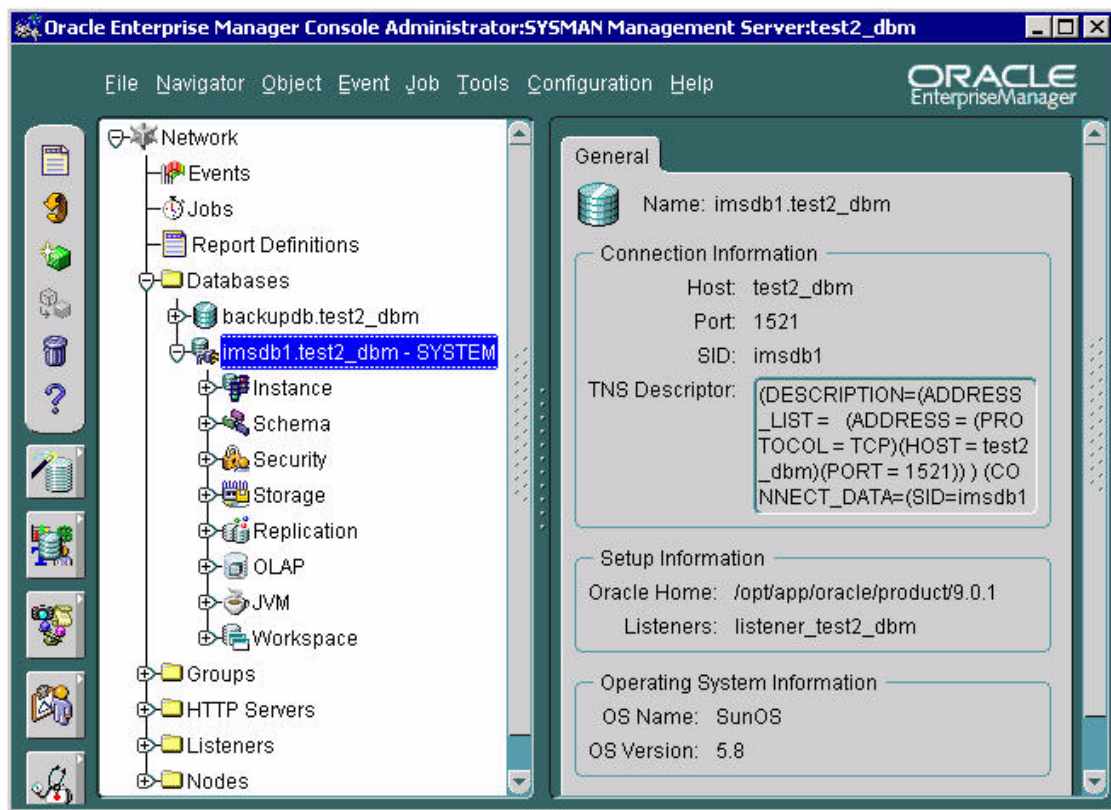 Oracle Enterprise Manager Console Administrator:SYSMAN Management Server:test2_dbm
File Navigator Object Event Job Tools Configuration Help
ORACLE
EnterpriseManager
Network
Events
Jobs
Report Definitions
Databases
backupdb.test2_dbm
imsdb1.test2_dbm - SYSTEM
Instance
Schema
Security
Storage
Replication
OLAP
JVM
Workspace
Groups
HTTP Servers
Listeners
Nodes
General
Name: imsdb1.test2_dbm
Connection Information
Host: test2_dbm
Port: 1521
SID: imsdb1
TNS Descriptor: (DESCRIPTION=(ADDRESS
_LIST = (ADDRESS = (PRO
TOCOL = TCP)(HOST = test2
_dbm)(PORT = 1521)) ) (CO
NNECT_DATA=(SID=imsdb1
Setup Information
Oracle Home: /opt/app/oracle/product/9.0.1
Listeners: listener_test2_dbm
Operating System Information
OS Name: SunOS
OS Version: 5.8